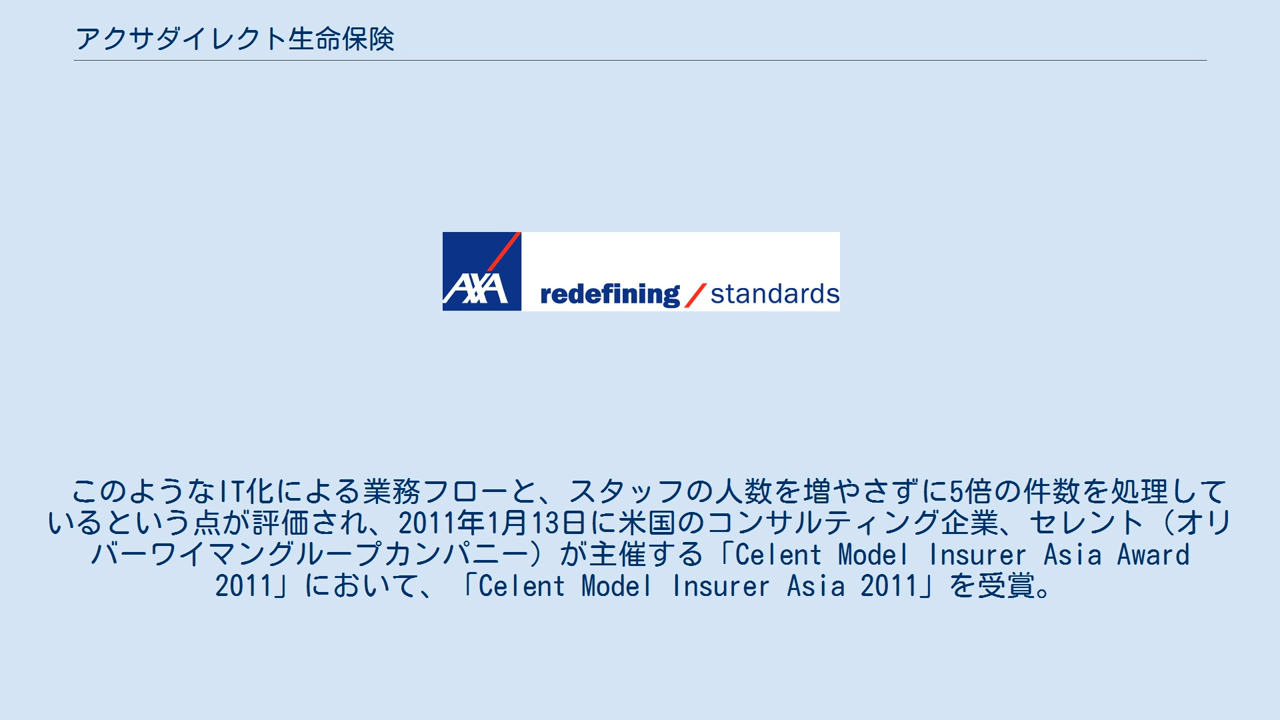 アクサダイレクト生命保険
AXA redefining / standards
このようなIT化による業務フローと、スタッフの人数を増やさずに5倍の件数を処理して
いるという点が評価され、2011年1月13日に米国のコンサルティング企業、セレント（オリ
バーワイマングループカンパニー）が主催する「Celent Model Insurer Asia Award
2011」において、「Celent Model Insurer Asia 2011」を受賞。